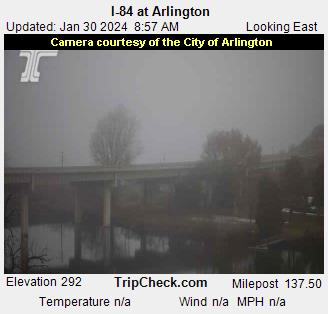 I-84 at Arlington
Updated: Jan 30 2024 8:57 AM Looking East
Camera courtesy of the City of Arlington
Elevation 292 TripCheck.com Milepost 137.50
Temperature n/a Wind n/a MPH n/a